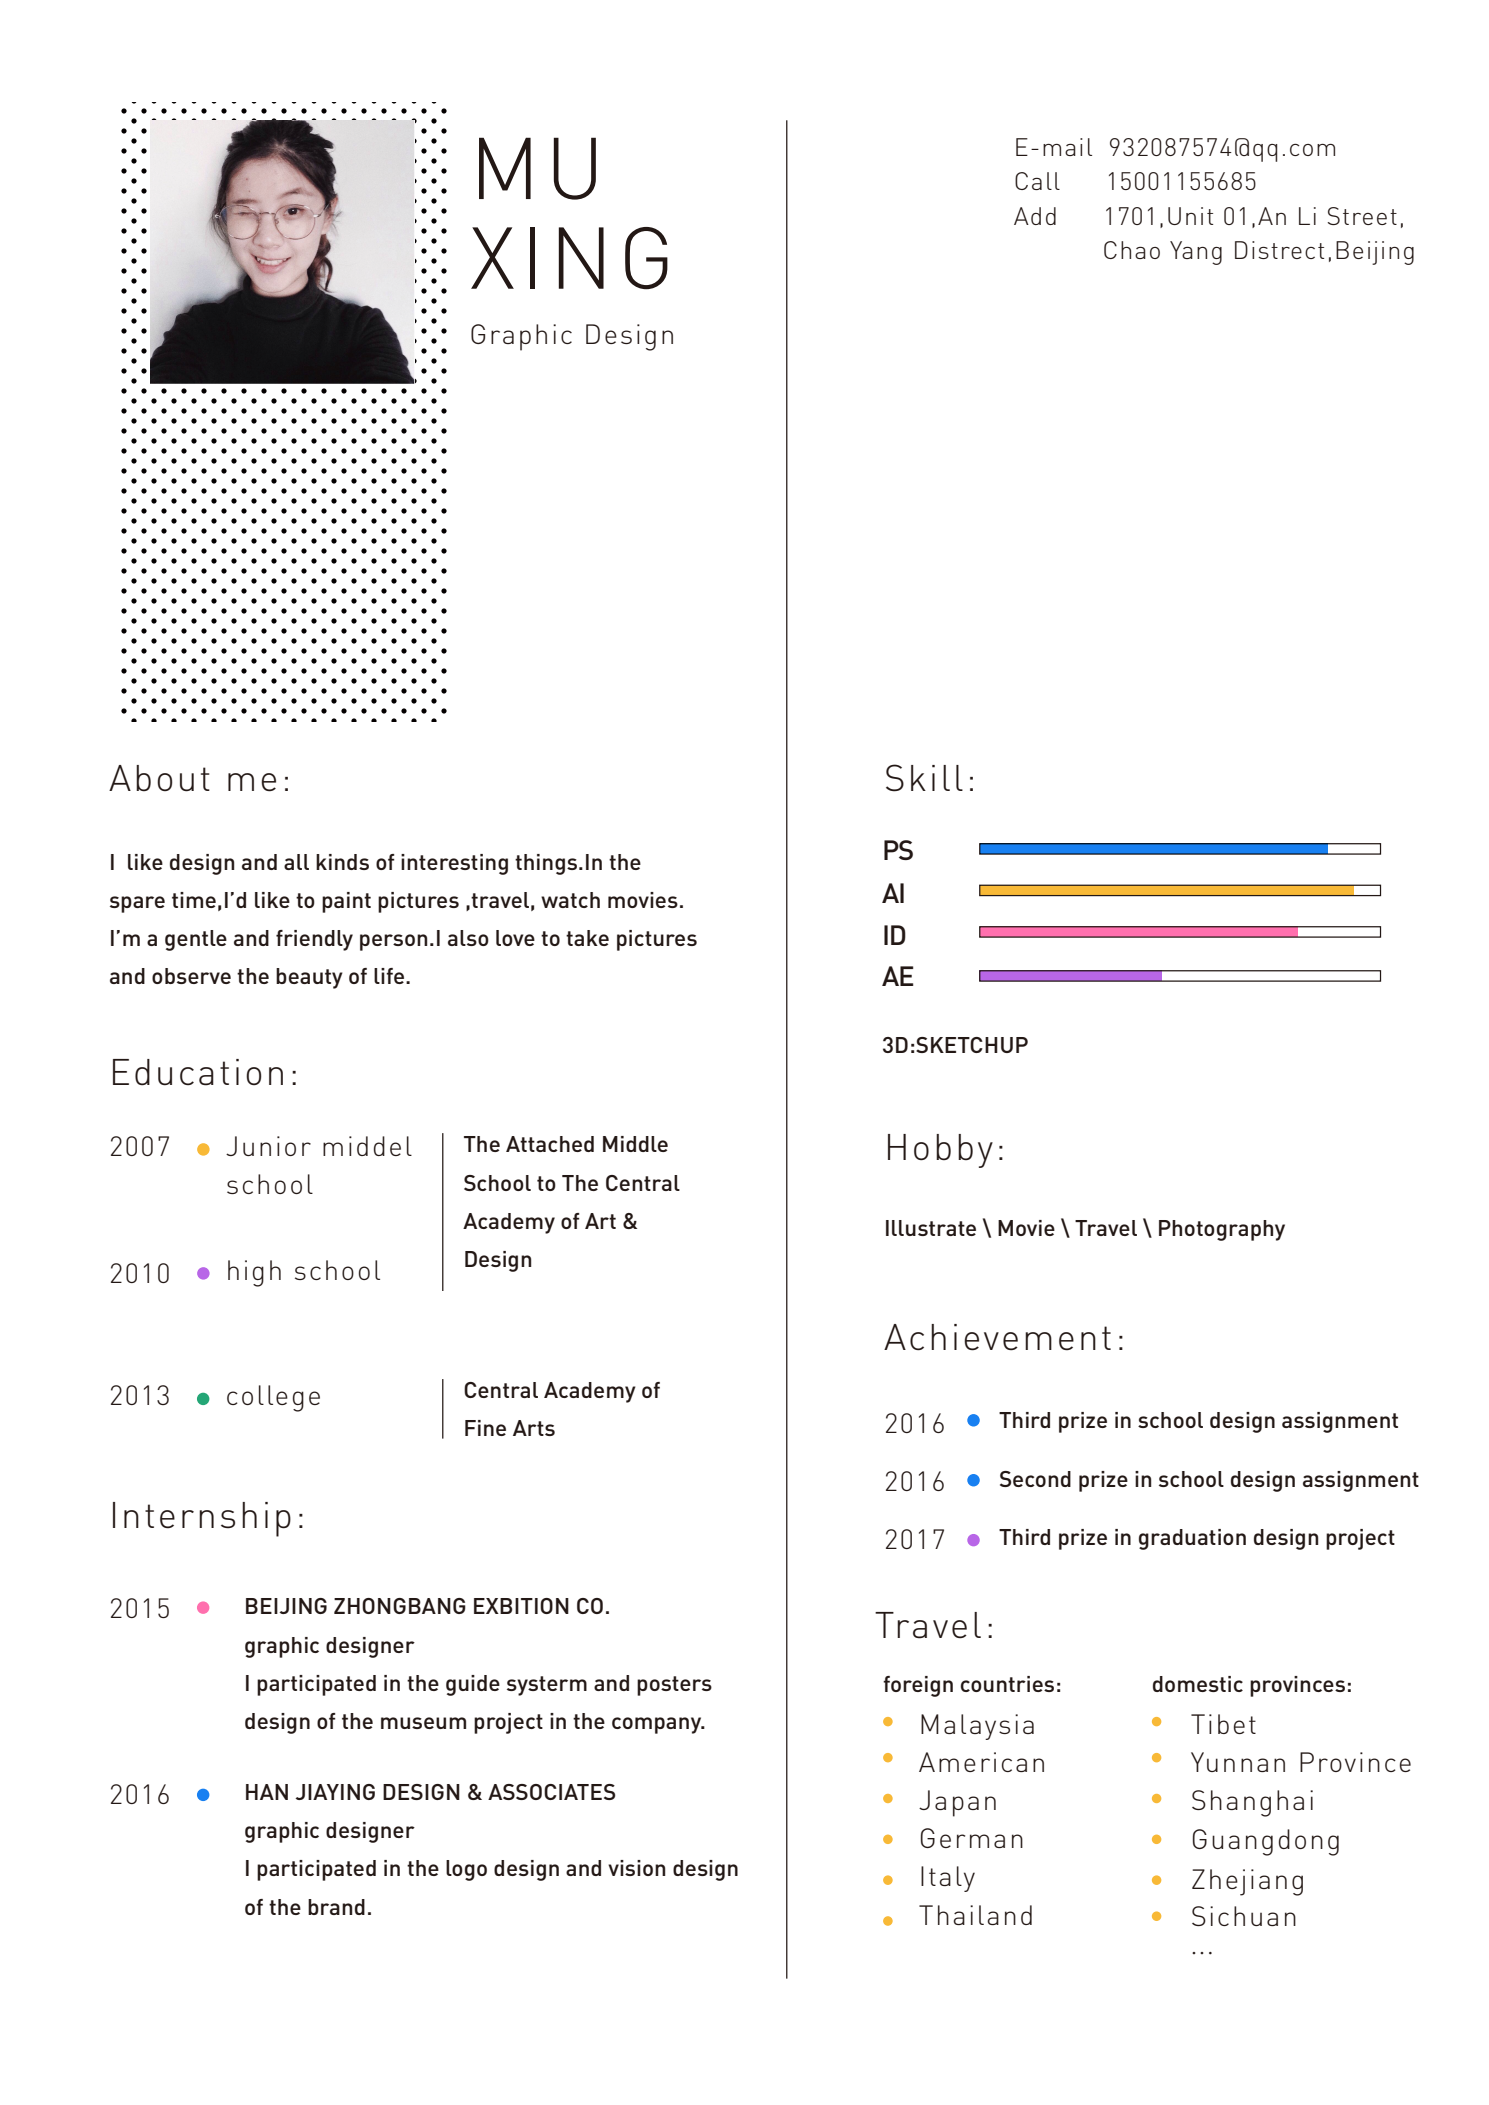 MU
XING
Graphic Design
E-mail 932087574@qq.com
Call 15001155685
Add 1701,Unit 01,An Li Street,
Chao Yang Distrect,Beijing
About me:
I like design and all kinds of interesting things.In the
spare time,I'd like to paint pictures ,travel, watch movies.
I'm a gentle and friendly person.I also love to take pictures
and observe the beauty of life.
Education:
2007 Junior middel
school
The Attached Middle
School to The Central
Academy of Art &
Design
2010 high school
2013 college
Central Academy of
Fine Arts
Internship:
2015 BEIJING ZHONGBANG EXBITION CO.
graphic designer
I participated in the guide systerm and posters
design of the museum project in the company.
2016 HAN JIAYING DESIGN & ASSOCIATES
graphic designer
I participated in the logo design and vision design
of the brand.
Skill:
PS
AI
ID
AE
3D:SKETCHUP
Hobby:
Illustrate \ Movie \ Travel \ Photography
Achievement:
2016 Third prize in school design assignment
2016 Second prize in school design assignment
2017 Third prize in graduation design project
Travel:
foreign countries:
Malaysia
American
Japan
German
Italy
Thailand
domestic provinces:
Tibet
Yunnan Province
Shanghai
Guangdong
Zhejiang
Sichuan
...